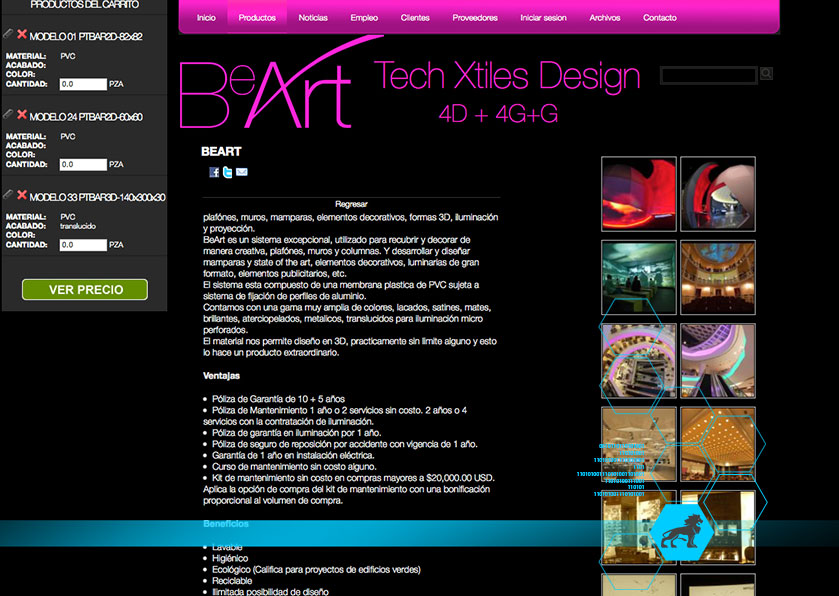 PRODUCTOS DEL CARRITO
MODELO 01 PTBAR2D-82x82
MATERIAL: PVC
ACABADO:
COLOR:
CANTIDAD: 0.0 PZA
MODELO 24 PTBAR2D-60x60
MATERIAL: PVC
ACABADO:
COLOR:
CANTIDAD: 0.0 PZA
MODELO 33 PTBAR3D-140x300x30
MATERIAL: PVC
ACABADO: translucido
COLOR:
CANTIDAD: 0.0 PZA
VER PRECIO
Inicio Productos Noticias Empleo Clientes Proveedores Iniciar sesion Archivos Contacto
BeArt Tech Xtiles Design
4D + 4G+G
BEART
Regresar
plafónes, muros, mamparas, elementos decorativos, formas 3D, iluminación
y proyección.
BeArt es un sistema excepcional, utilizado para recubrir y decorar de
manera creativa, plafónes, muros y columnas. Y desarrollar y diseñar
mamparas y state of the art, elementos decorativos, luminarias de gran
formato, elementos publicitarios, etc.
El sistema esta compuesto de una membrana plastica de PVC sujeta a
sistema de fijación de perfiles de aluminio.
Contamos con una gama muy amplia de colores, lacados, satines, mates,
brillantes, aterciopelados, metalicos, translucidos para iluminación micro
perforados.
El material nos permite diseño en 3D, practicamente sin limite alguno y esto
lo hace un producto extraordinario.
Ventajas
• Póliza de Garantía de 10 + 5 años
• Póliza de Mantenimiento 1 año o 2 servicios sin costo. 2 años o 4
servicios con la contratación de iluminación.
• Póliza de garantía en iluminación por 1 año.
• Póliza de seguro de reposición por accidente con vigencia de 1 año.
• Garantía de 1 año en instalación eléctrica.
• Curso de mantenimiento sin costo alguno.
• Kit de mantenimiento sin costo en compras mayores a $20,000.00 USD.
Aplica la opción de compra del kit de mantenimiento con una bonificación
proporcional al volumen de compra.
Beneficios
• Lavable
• Higiénico
• Ecológico (Califica para proyectos de edificios verdes)
• Reciclable
• Ilimitada posibilidad de diseño